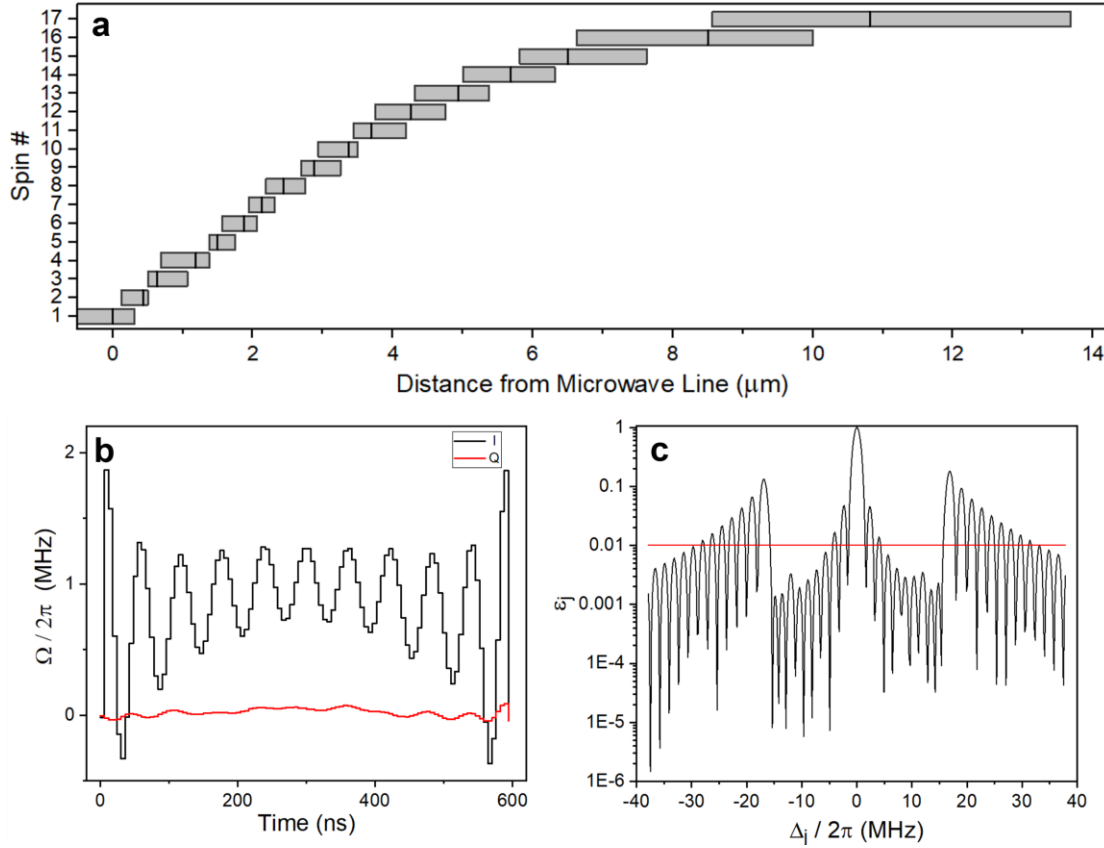 a
17
16
15
14
13
12
11
10
9
8
7
6
5
4
3
2
1
Spin #
0 2 4 6 8 10 12 14
Distance from Microwave Line (μm)
b
I
Q
2
1
0
Ω / 2π (MHz)
0 200 400 600
Time (ns)
c
1
0.1
0.01
0.001
1E-4
1E-5
1E-6
εj
-40 -30 -20 -10 0 10 20 30 40
Δj / 2π (MHz)